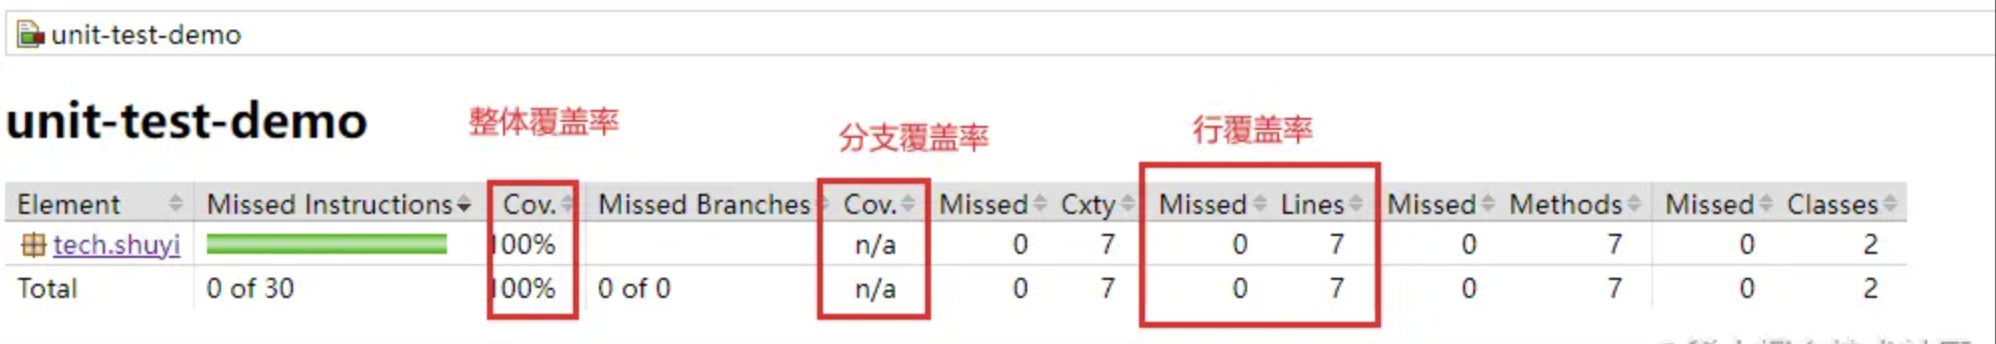 unit-test-demo
unit-test-demo
整体覆盖率
分支覆盖率
行覆盖率
Element Missed Instructions Cov. Missed Branches Cov. Missed Cxty Missed Lines Missed Methods Missed Classes
tech.shuyi 100% n/a 0 7 0 7 0 7 0 2
Total 0 of 30 100% 0 of 0 n/a 0 7 0 7 0 7 0 2